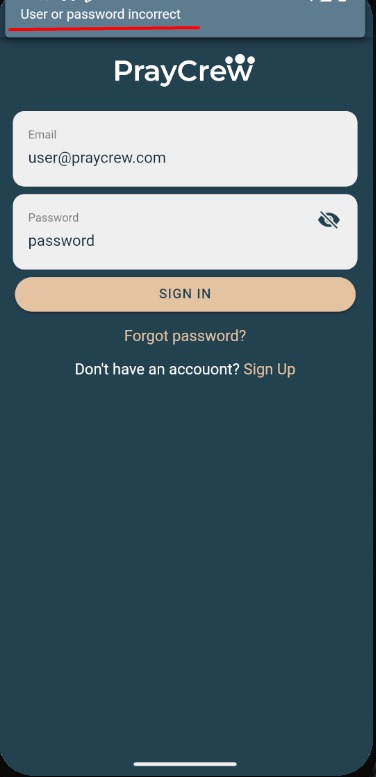 User or password incorrect
PrayCrew
Email
user@praycrew.com
Password
password
SIGN IN
Forgot password?
Don't have an accouont? Sign Up